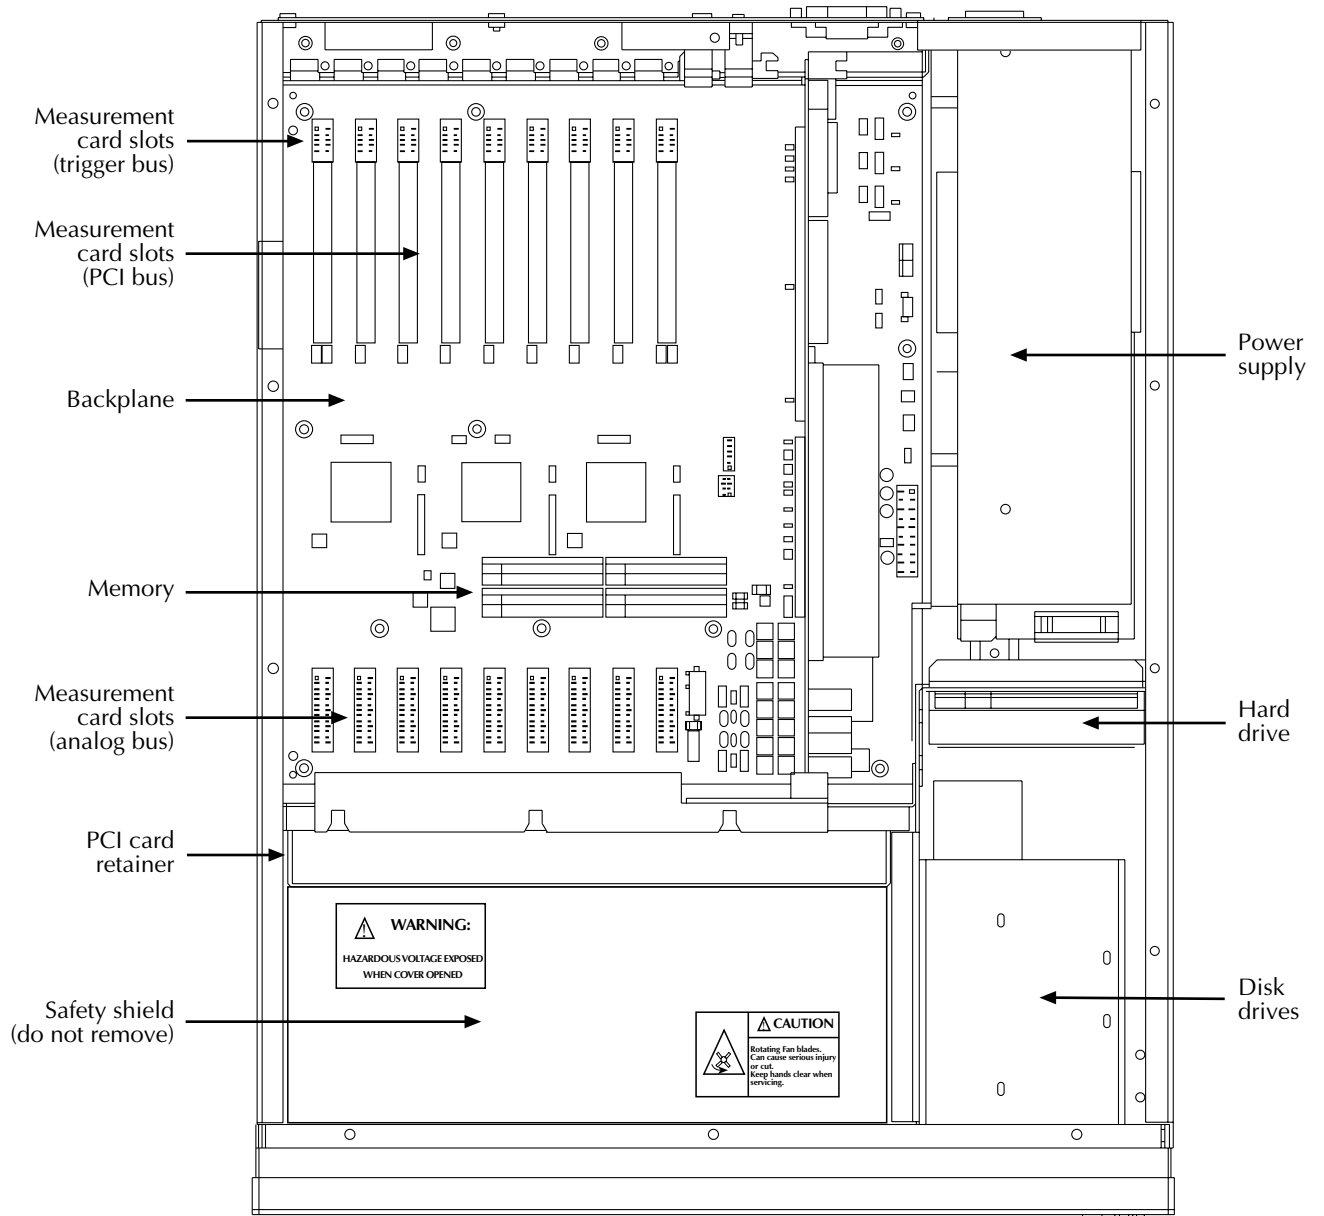 Measurement
card slots
(trigger bus)
Measurement
card slots
(PCI bus)
Power
supply
Backplane
Memory
Measurement
card slots
(analog bus)
Hard
drive
PCI card
retainer
WARNING:
HAZARDOUS VOLTAGE EXPOSED
WHEN COVER OPENED
Safety shield
(do not remove)
Disk
drives
CAUTION
Rotating Fan blades.
Can cause serious injury
or cut.
Keep hands clear when
servicing.